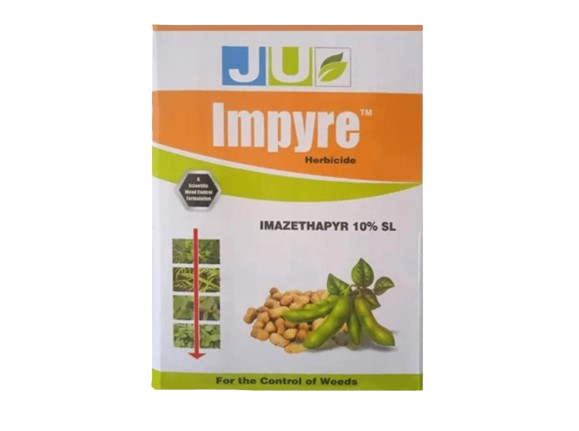 JU
Impyre™
Herbicide
A
Scientific
Weed Control
Formulation
IMAZETHAPYR 10% SL
For the Control of Weeds